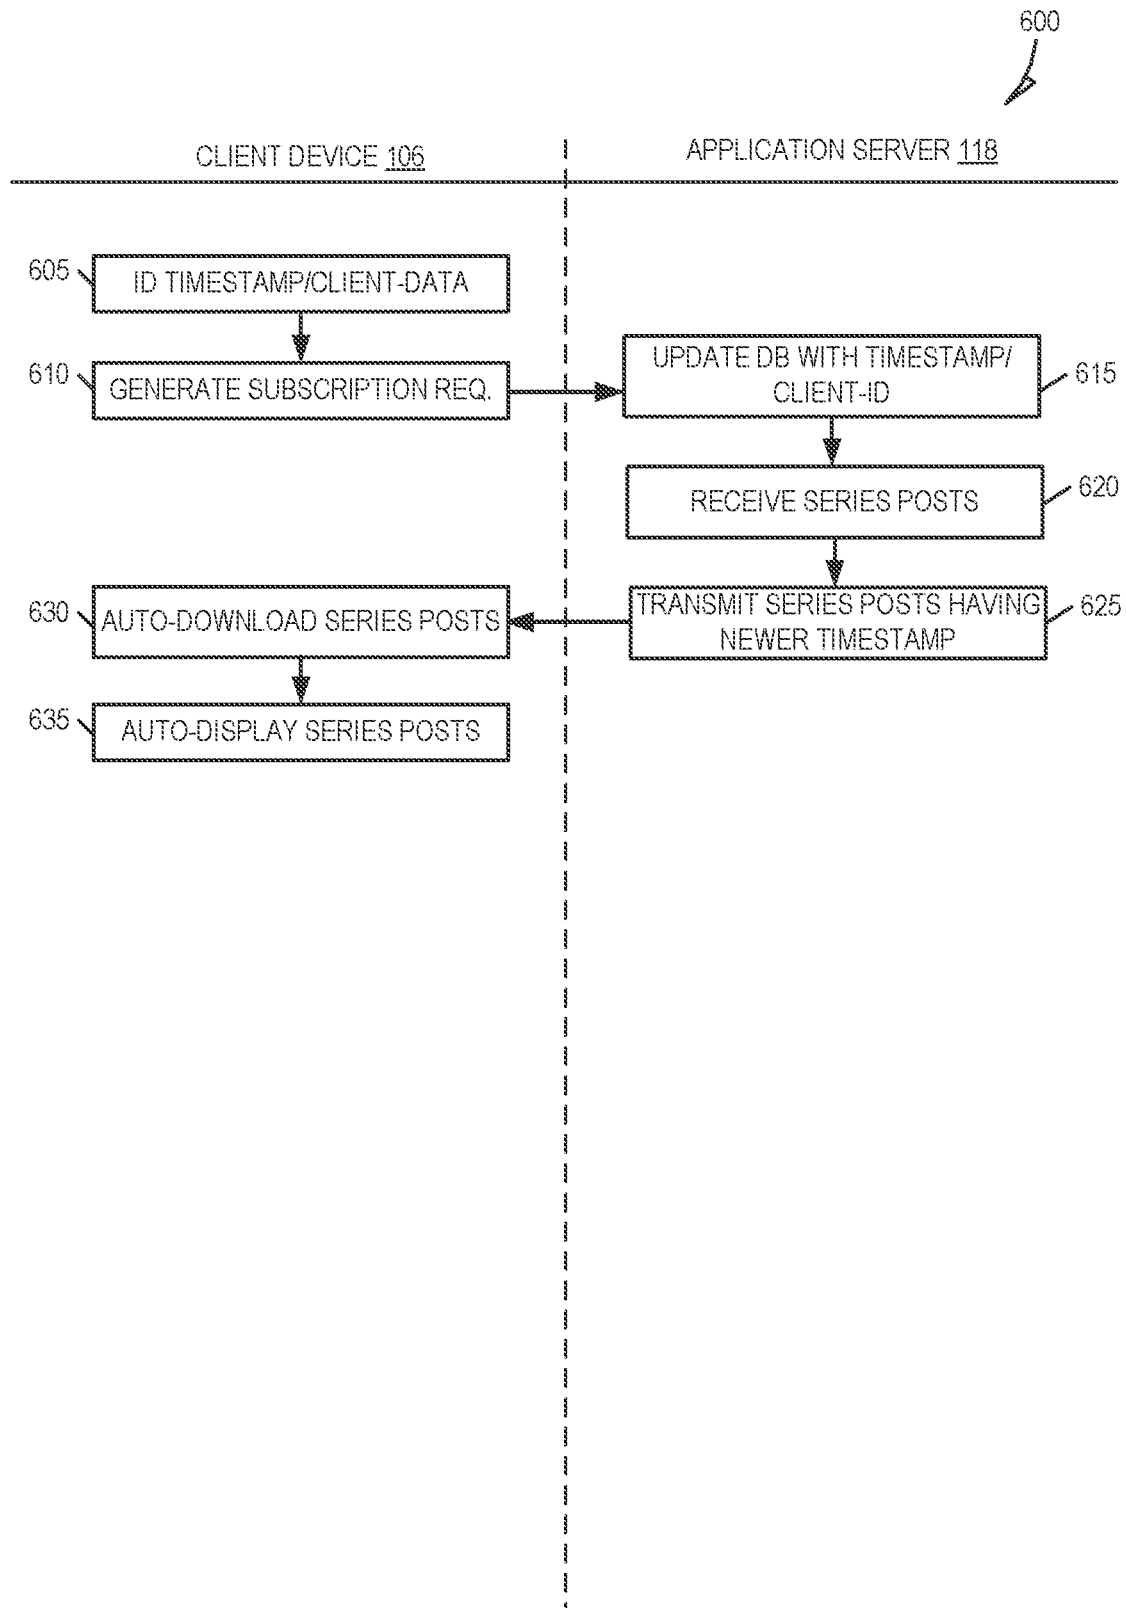 600
CLIENT DEVICE 106
APPLICATION SERVER 118
605
ID TIMESTAMP/CLIENT-DATA
610
GENERATE SUBSCRIPTION REQ.
UPDATE DB WITH TIMESTAMP/
CLIENT-ID
615
RECEIVE SERIES POSTS
620
630
AUTO-DOWNLOAD SERIES POSTS
TRANSMIT SERIES POSTS HAVING
NEWER TIMESTAMP
625
635
AUTO-DISPLAY SERIES POSTS